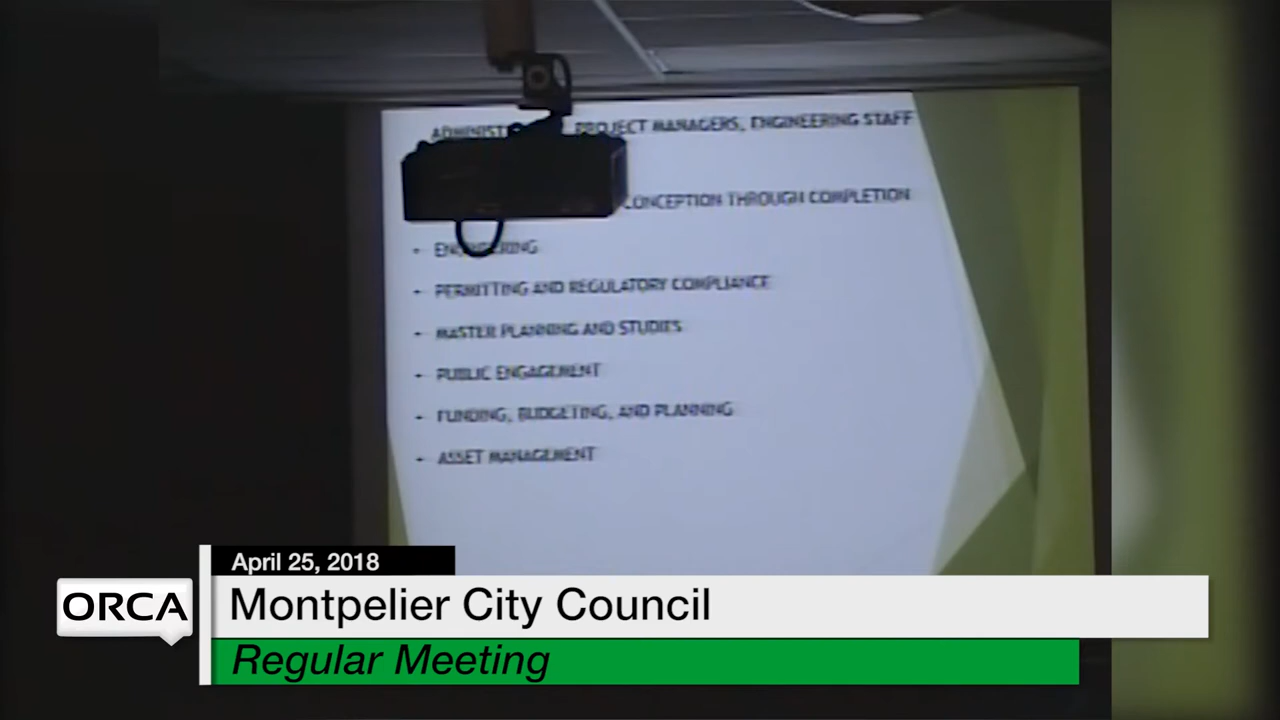 ADMINIST PROJECT MANAGERS, ENGINEERING STAFF
CONCEPTION THROUGH COMPLETION
- ENGINEERING
- PERMITTING AND REGULATORY COMPLIANCE
- MASTER PLANNING AND STUDIES
- PUBLIC ENGAGEMENT
- FUNDING, BUDGETING, AND PLANNING
- ASSET MANAGEMENT
April 25, 2018
ORCA
Montpelier City Council
Regular Meeting